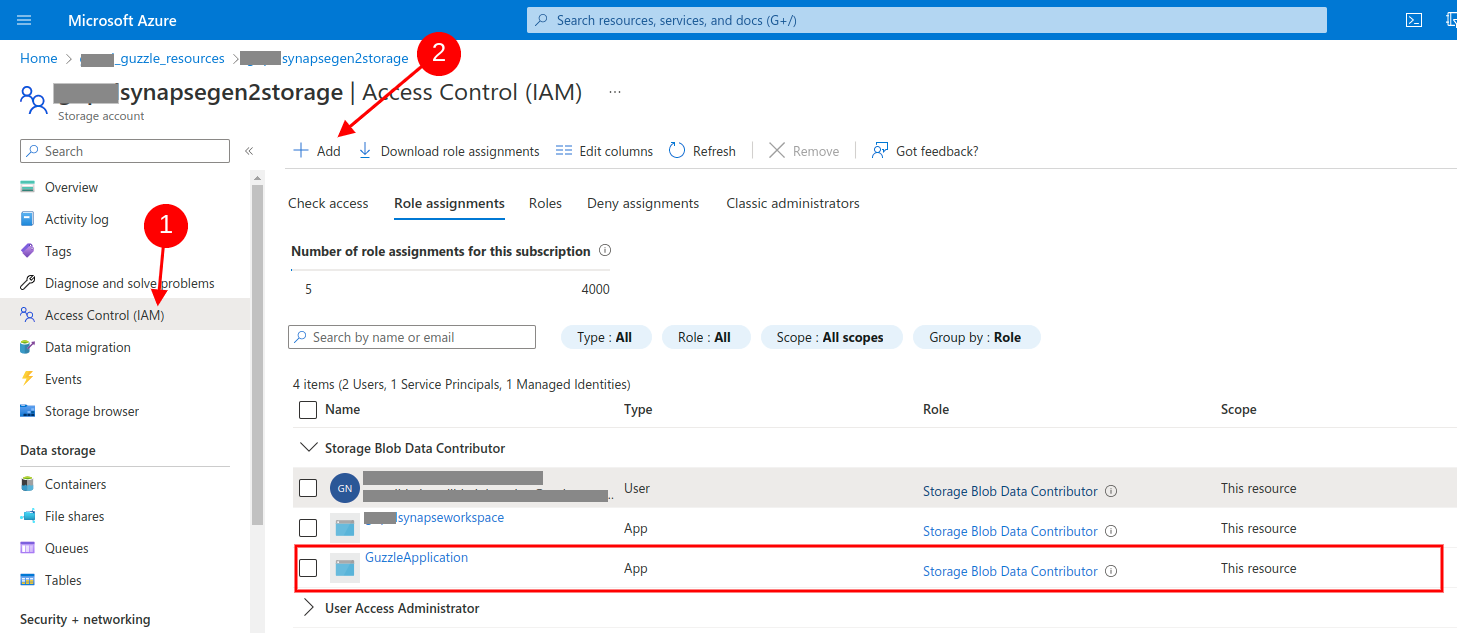 Microsoft Azure
Search resources, services, and docs (G+/)
Home > _guzzle_resources > synapsegen2storage
2
synapsegen2storage | Access Control (IAM) ...
Storage account
Search
«
Add
Download role assignments
Edit columns
Refresh
Remove
Got feedback?
Overview
Activity log
1
Tags
Diagnose and solve problems
Access Control (IAM)
Data migration
Events
Storage browser
Data storage
Containers
File shares
Queues
Tables
Security + networking
Check access
Role assignments
Roles
Deny assignments
Classic administrators
Number of role assignments for this subscription
5 4000
Search by name or email
Type : All
Role : All
Scope : All scopes
Group by : Role
4 items (2 Users, 1 Service Principals, 1 Managed Identities)
Name Type Role Scope
Storage Blob Data Contributor
GN User Storage Blob Data Contributor This resource
synapseworkspace App Storage Blob Data Contributor This resource
GuzzleApplication App Storage Blob Data Contributor This resource
User Access Administrator